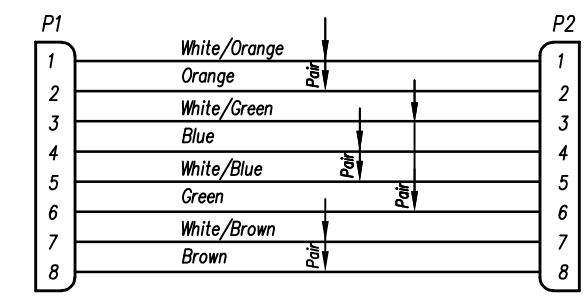 P1 P2
White/Orange
1 1
Orange Pair
2 2
White/Green
3 3
Blue
4 4
White/Blue Pair
5 5
Green Pair
6 6
White/Brown
7 7
Brown Pair
8 8